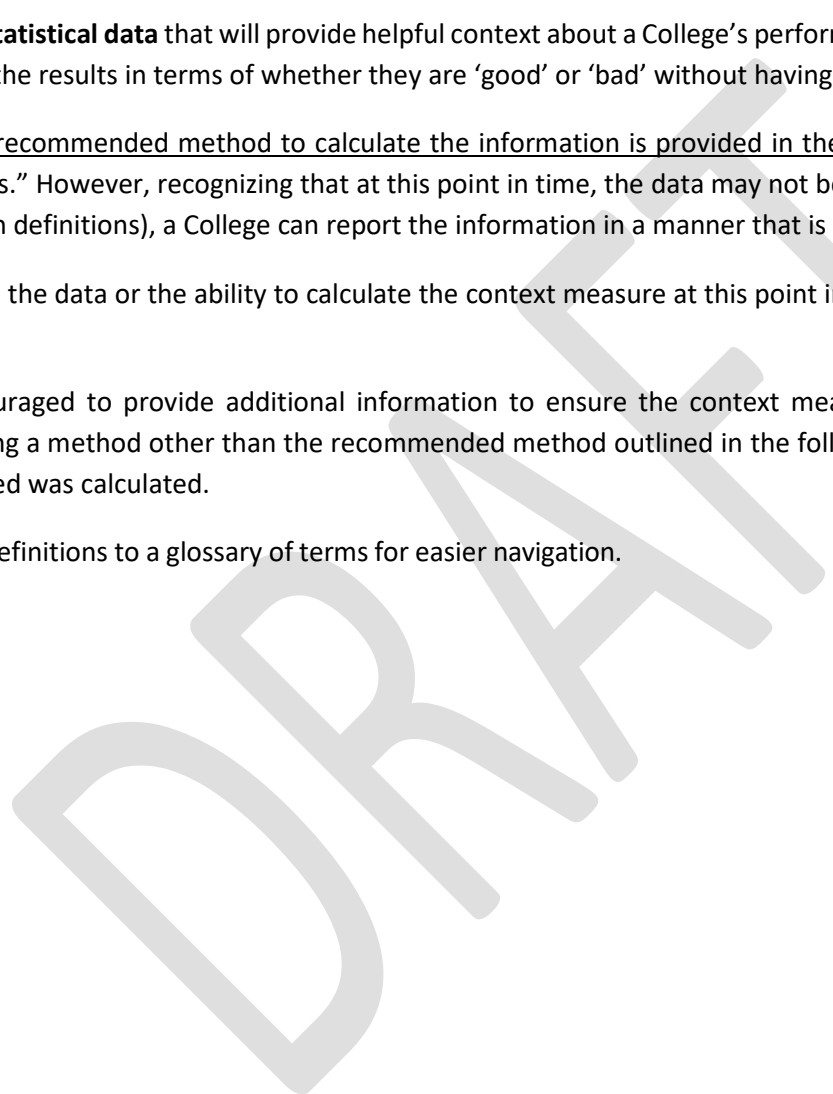 tatistical data that will provide helpful context about a College’s perform
the results in terms of whether they are ‘good’ or ‘bad’ without having
recommended method to calculate the information is provided in the
s.” However, recognizing that at this point in time, the data may not be
n definitions), a College can report the information in a manner that is
the data or the ability to calculate the context measure at this point in
uraged to provide additional information to ensure the context mea
ng a method other than the recommended method outlined in the foll
ed was calculated.
efinitions to a glossary of terms for easier navigation.
DRAFT